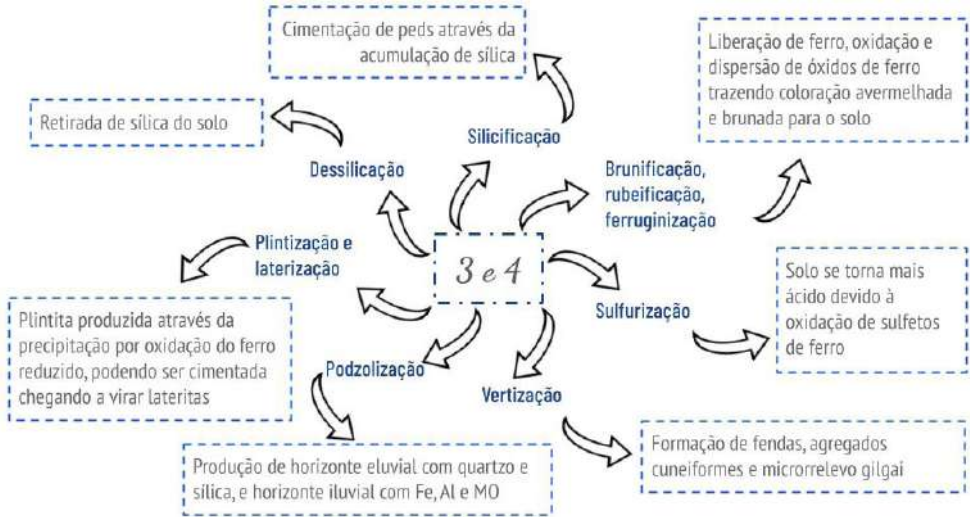 Cimentação de peds através da
acumulação de sílica
Liberação de ferro, oxidação e
dispersão de óxidos de ferro
trazendo coloração avermelhada
e brunada para o solo
Retirada de sílica do solo
Silicificação
Dessilicação
Brunificação,
rubeificação,
ferruginização
Plintização e
laterização
3 e 4
Sulfurização
Solo se torna mais
ácido devido à
oxidação de sulfetos
de ferro
Plintita produzida através da
precipitação por oxidação do ferro
reduzido, podendo ser cimentada
chegando a virar lateritas
Podzolização
Vertização
Formação de fendas, agregados
cuneiformes e microrrelevo gilgai
Produção de horizonte eluvial com quartzo e
sílica, e horizonte iluvial com Fe, Al e MO